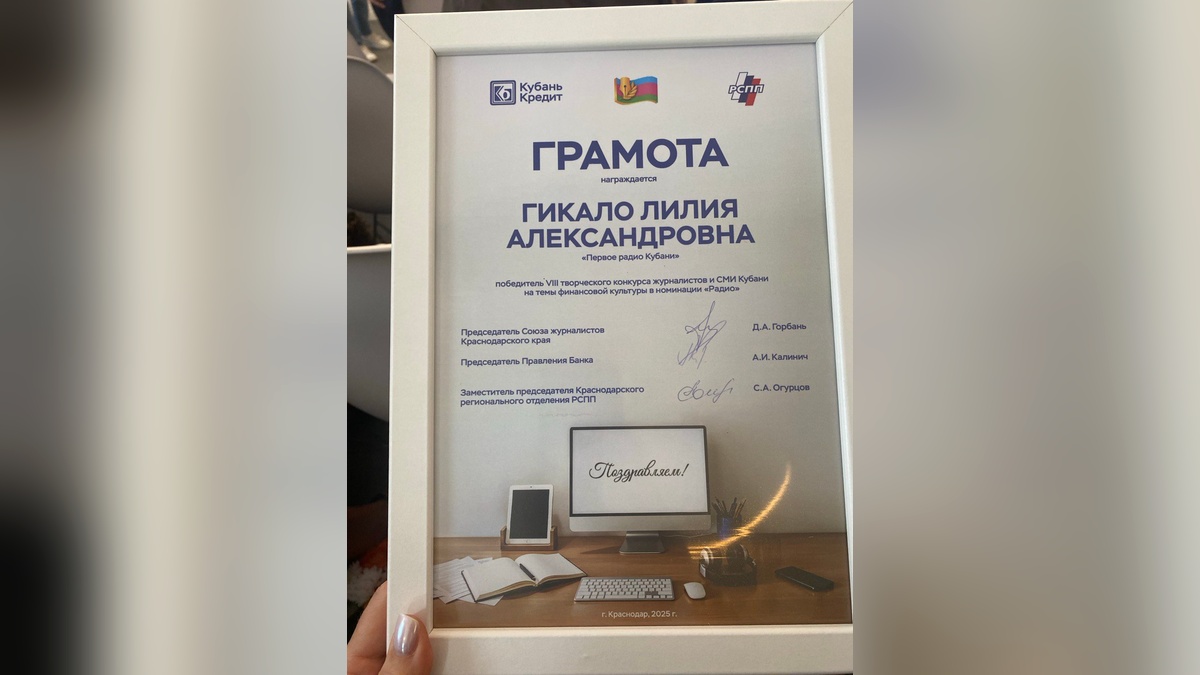 Кубань
Кредит
РСПП
ГРАМОТА
награждается
ГИКАЛО ЛИЛИЯ
АЛЕКСАНДРОВНА
«Первое радио Кубани»
победитель VIII творческого конкурса журналистов и СМИ Кубани
на темы финансовой культуры в номинации «Радио»
Председатель Союза журналистов
Краснодарского края
Д.А. Горбань
Председатель Правления Банка
А.И. Калинич
Заместитель председателя Краснодарского
регионального отделения РСПП
С.А. Огурцов
Поздравляем!
г. Краснодар, 2025 г.